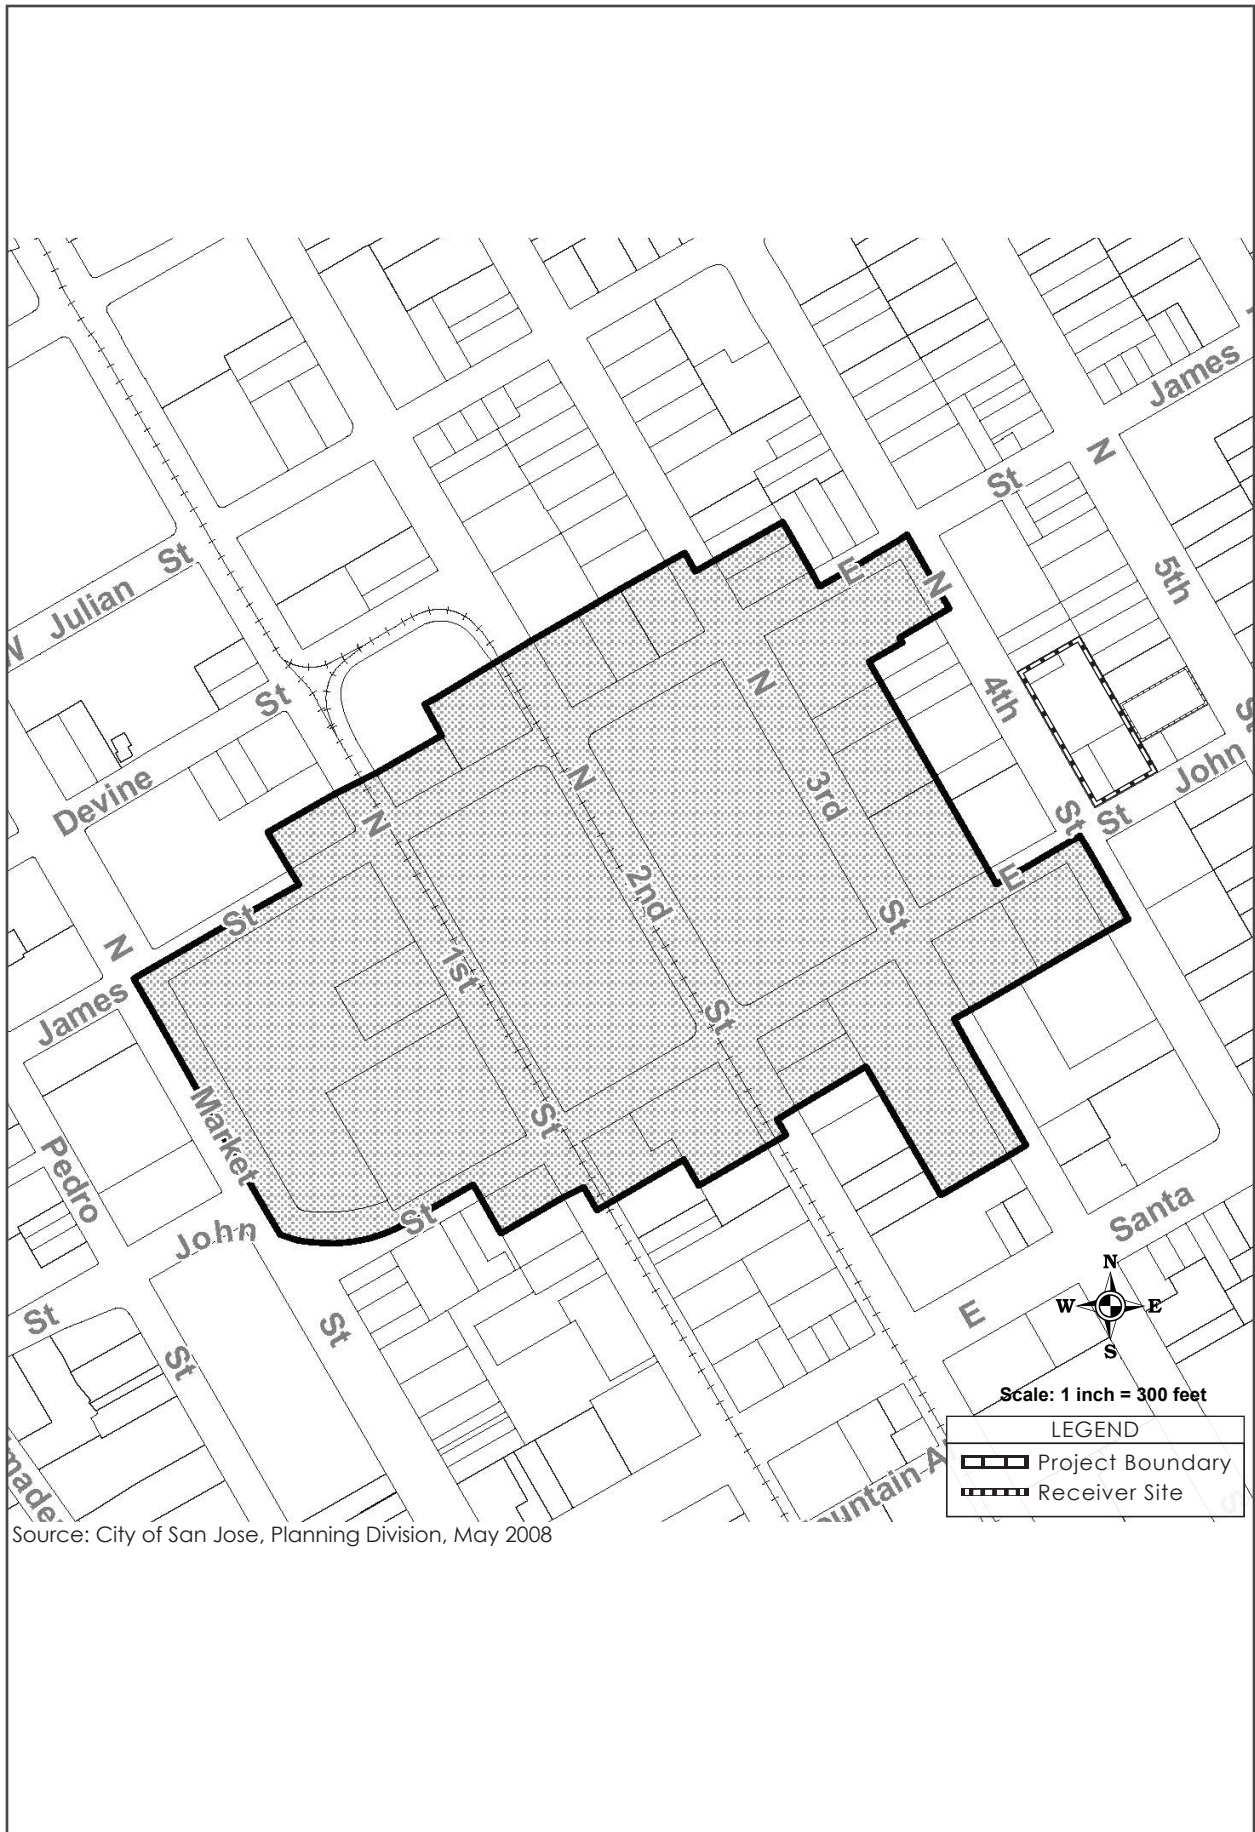 James
N
St
5th
St
N Julian
E
N
St
N
4th
St
John
Devine
N
N
3rd
St
St
2nd
E
St
N
1st
St
St
James
Market
St
Pedro
John
St
Santa
N
W E
S
E
St
St
St
Scale: 1 inch = 300 feet
LEGEND
Project Boundary
Receiver Site
Source: City of San Jose, Planning Division, May 2008